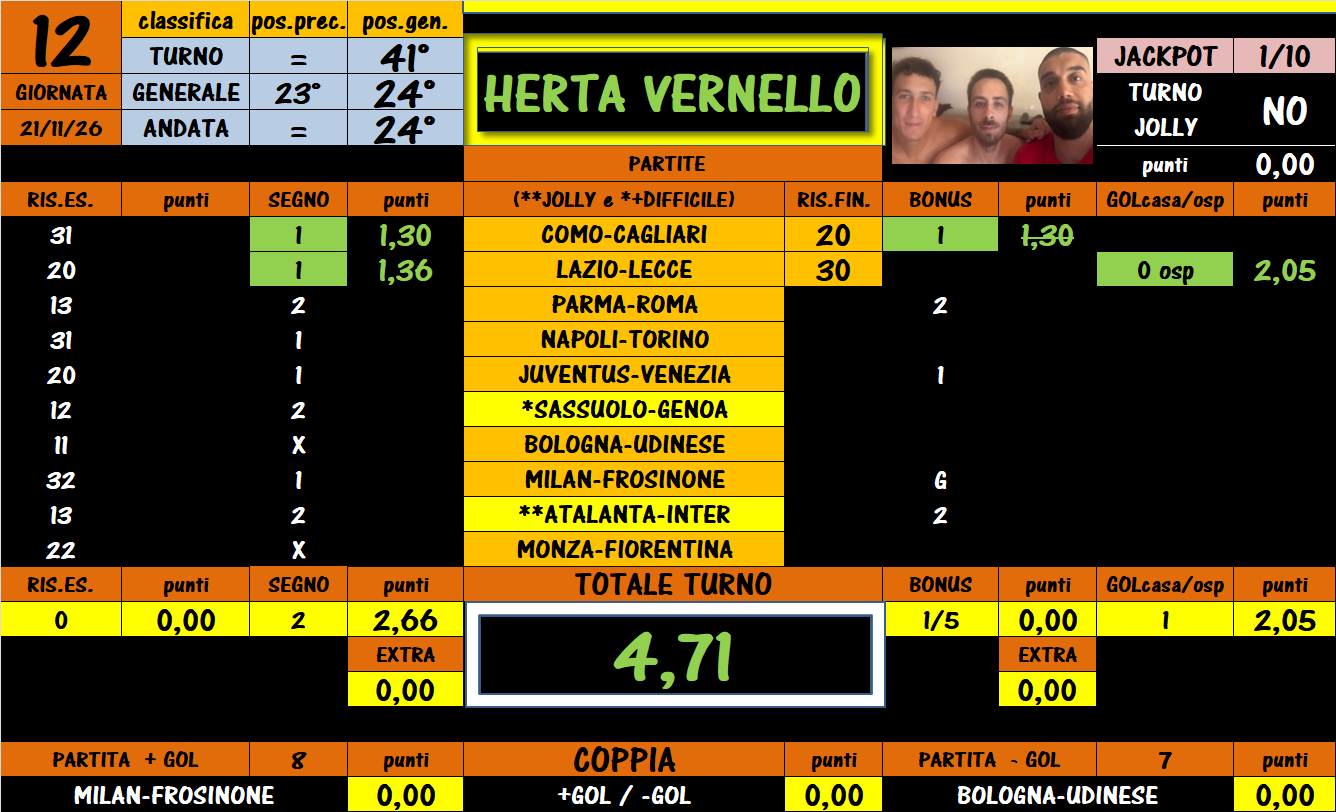 12 classifica pos.prec. pos.gen.
TURNO = 41°
GIORNATA GENERALE 23° 24°
21/11/26 ANDATA = 24°
HERTA VERNELLO
JACKPOT 1/10
TURNO
JOLLY
NO
PARTITE punti 0,00
RIS.ES. punti SEGNO punti (**JOLLY e *+DIFFICILE) RIS.FIN. BONUS punti GOLcasa/osp punti
31 1 1,30 COMO-CAGLIARI 20 1 1,30
20 1 1,36 LAZIO-LECCE 30 0 osp 2,05
13 2 PARMA-ROMA 2
31 1 NAPOLI-TORINO
20 1 JUVENTUS-VENEZIA 1
12 2 *SASSUOLO-GENOA
11 X BOLOGNA-UDINESE
32 1 MILAN-FROSINONE G
13 2 **ATALANTA-INTER 2
22 X MONZA-FIORENTINA
RIS.ES. punti SEGNO punti TOTALE TURNO BONUS punti GOLcasa/osp punti
0 0,00 2 2,66 4,71 1/5 0,00 1 2,05
EXTRA EXTRA
0,00 0,00
PARTITA + GOL 8 punti COPPIA punti PARTITA - GOL 7 punti
MILAN-FROSINONE 0,00 +GOL / -GOL 0,00 BOLOGNA-UDINESE 0,00